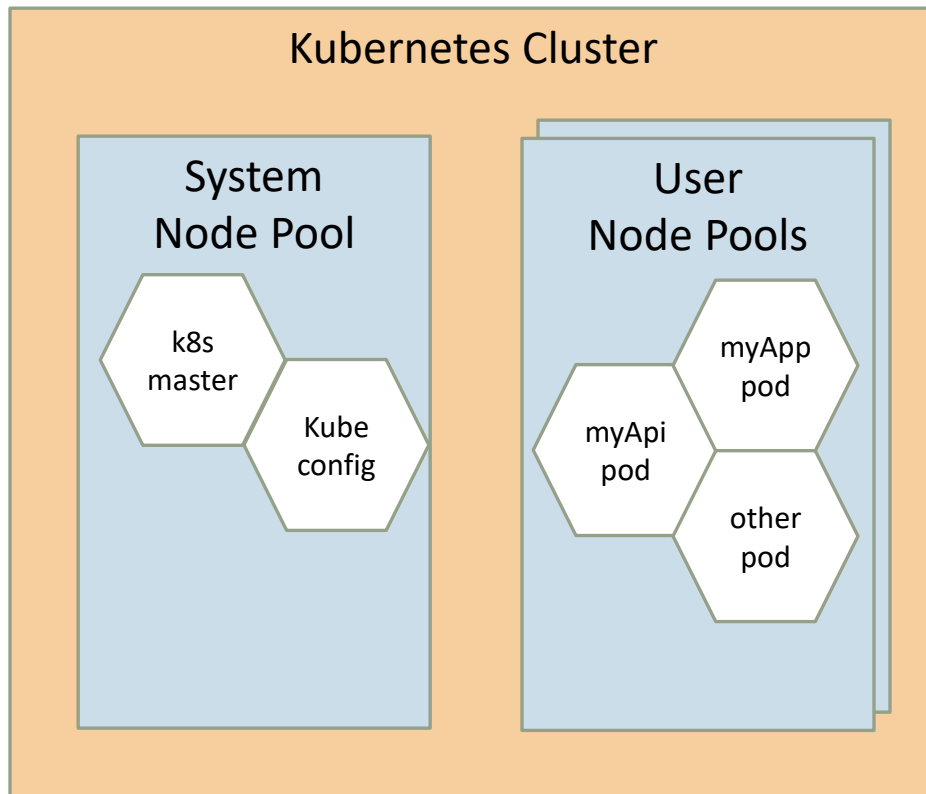 Kubernetes Cluster
System
Node Pool
k8s
master
Kube
config
User
Node Pools
myApp
pod
myApi
pod
other
pod